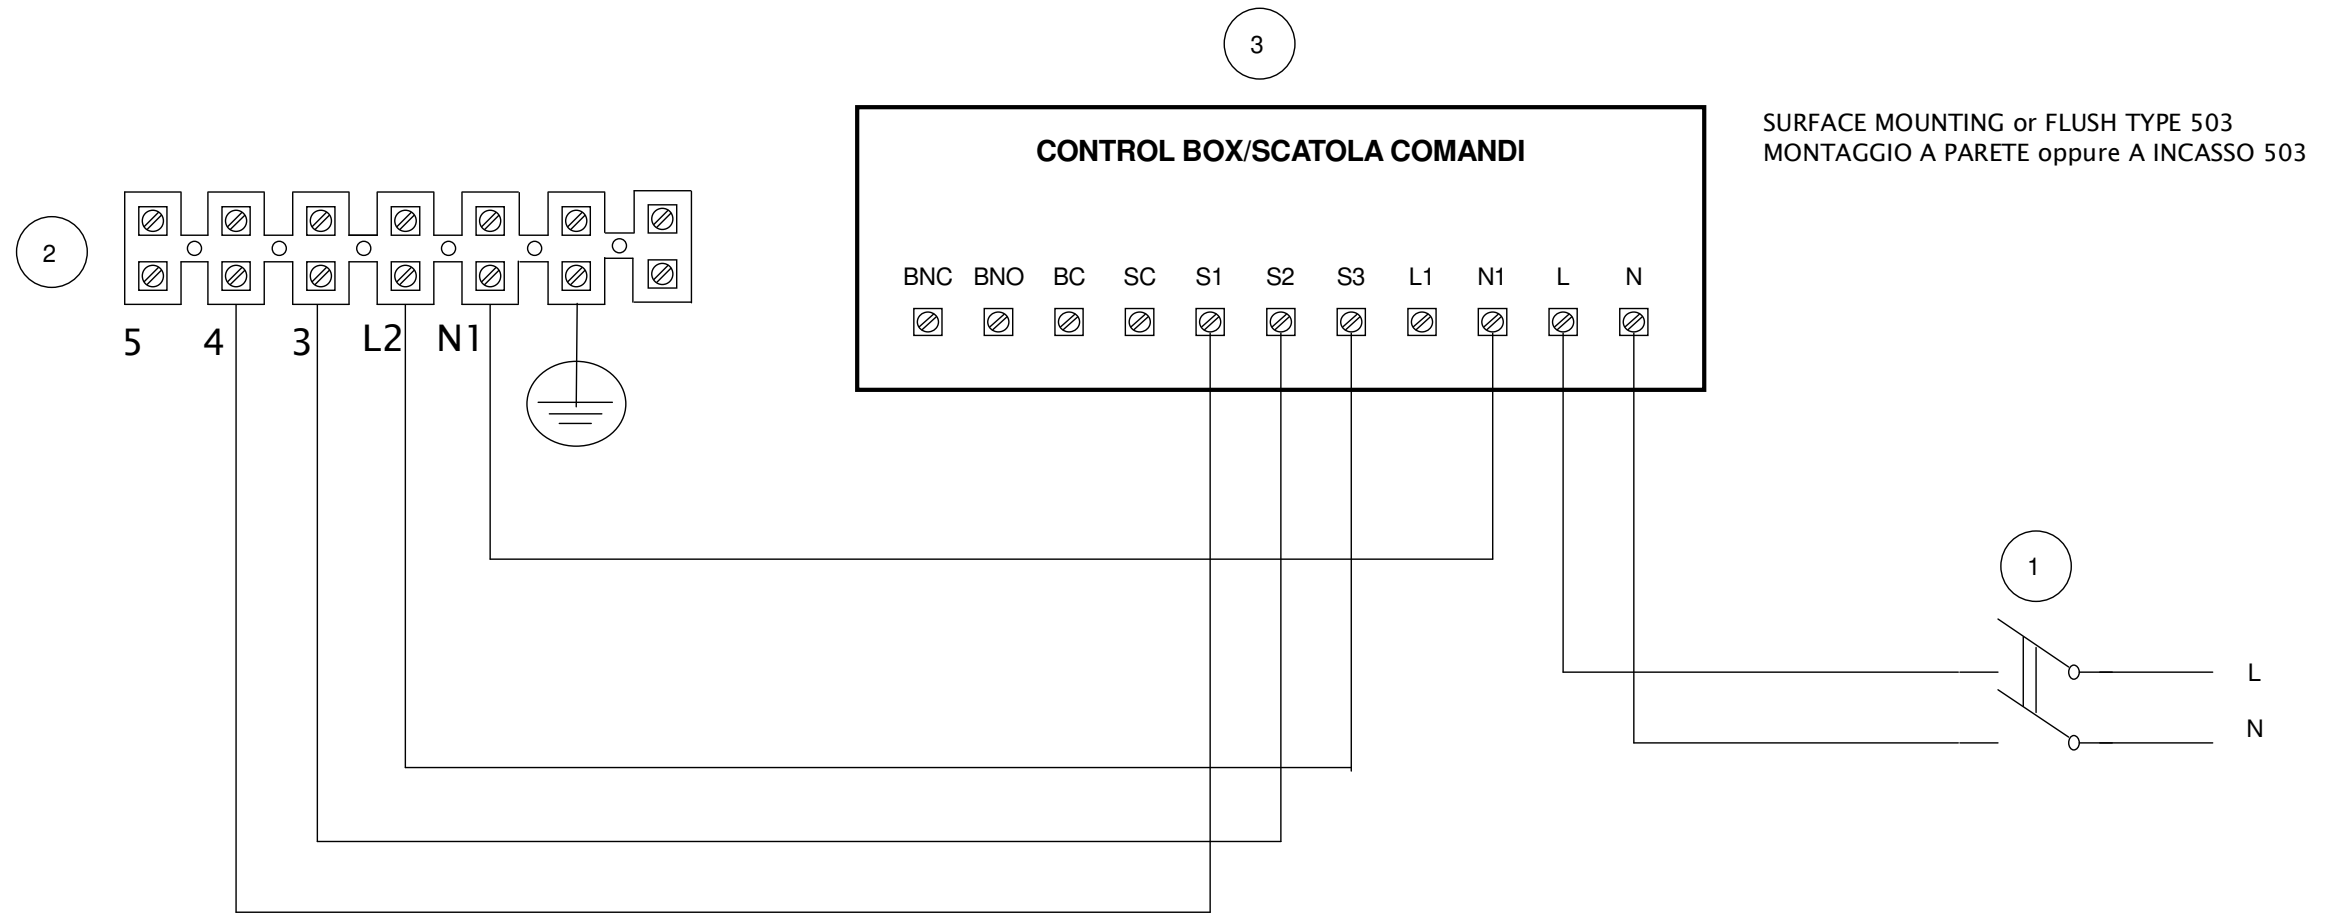 3
SURFACE MOUNTING or FLUSH TYPE 503
MONTAGGIO A PARETE oppure A INCASSO 503
CONTROL BOX/SCATOLA COMANDI
2
BNC BNO BC SC S1 S2 S3 L1 N1 L N
5 4 3 L2 N1
1
L
N